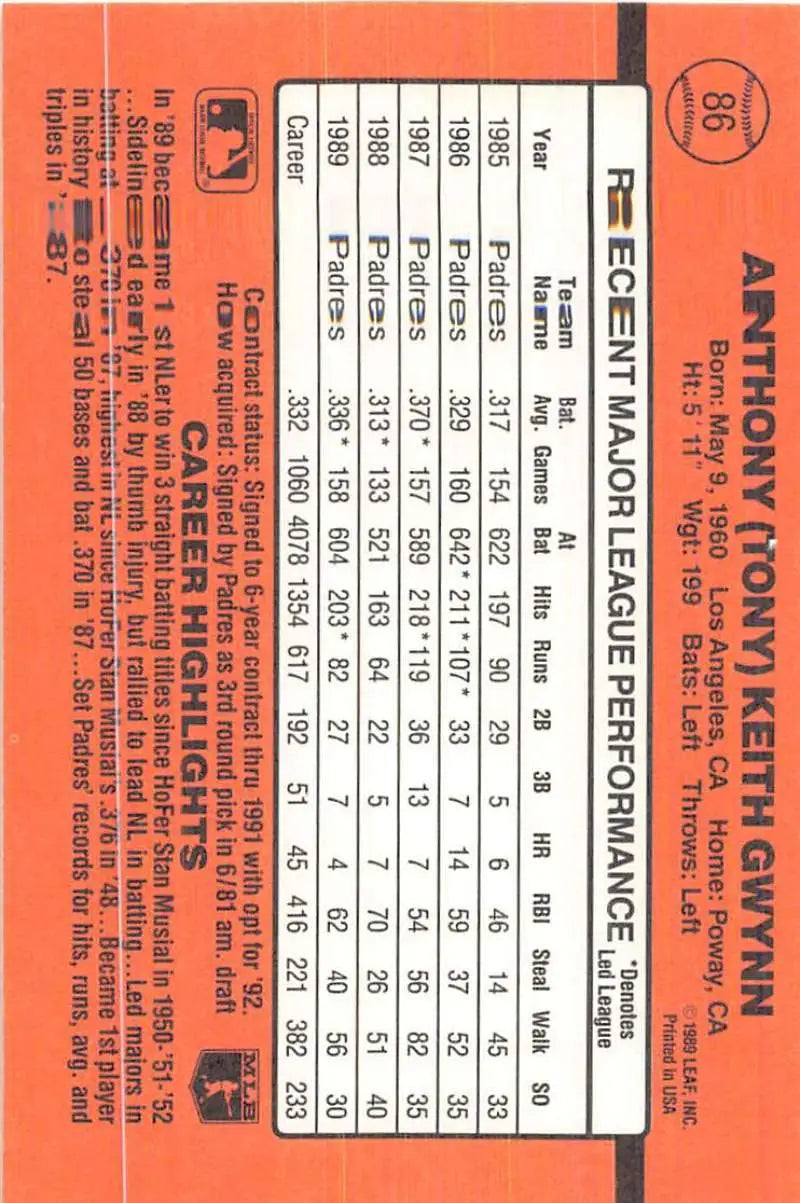 86
ANTHONY (TONY) KEITH GWYNN
Born: May 9, 1960 Los Angeles, CA Home: Poway, CA
Ht: 5' 11" Wgt: 199 Bats: Left Throws: Left
© 1989 LEAF, INC.
Printed in USA
RECENT MAJOR LEAGUE PERFORMANCE *Denotes Led League
Year Team Name Bat. Avg. Games At Bat Hits Runs 2B 3B HR RBI Steal Walk SO
1985 Padres .317 154 622 197 90 29 5 6 46 14 45 33
1986 Padres .329 160 642* 211* 107* 33 7 14 59 37 52 35
1987 Padres .370* 157 589 218* 119 36 13 7 54 56 82 35
1988 Padres .313* 133 521 163 64 22 5 7 70 26 51 40
1989 Padres .336* 158 604 203* 82 27 7 4 62 40 56 30
Career .332 1060 4078 1354 617 192 51 45 416 221 382 233
Contract status: Signed to 6-year contract thru 1991 with opt for '92.
How acquired: Signed by Padres as 3rd round pick in 6/81 am. draft
MLB
CAREER HIGHLIGHTS
In '89 became 1st NLer to win 3 straight batting titles since HoFer Stan Musial in 1950-'51-'52
...Sidelined early in '88 by thumb injury, but rallied to lead NL in batting...Led majors in
batting at .370 in '87, highest in NL since HoFer Stan Musial's .376 in '48...Became 1st player
in history to steal 50 bases and bat .370 in '87...Set Padres' records for hits, runs, avg. and
triples in '87.